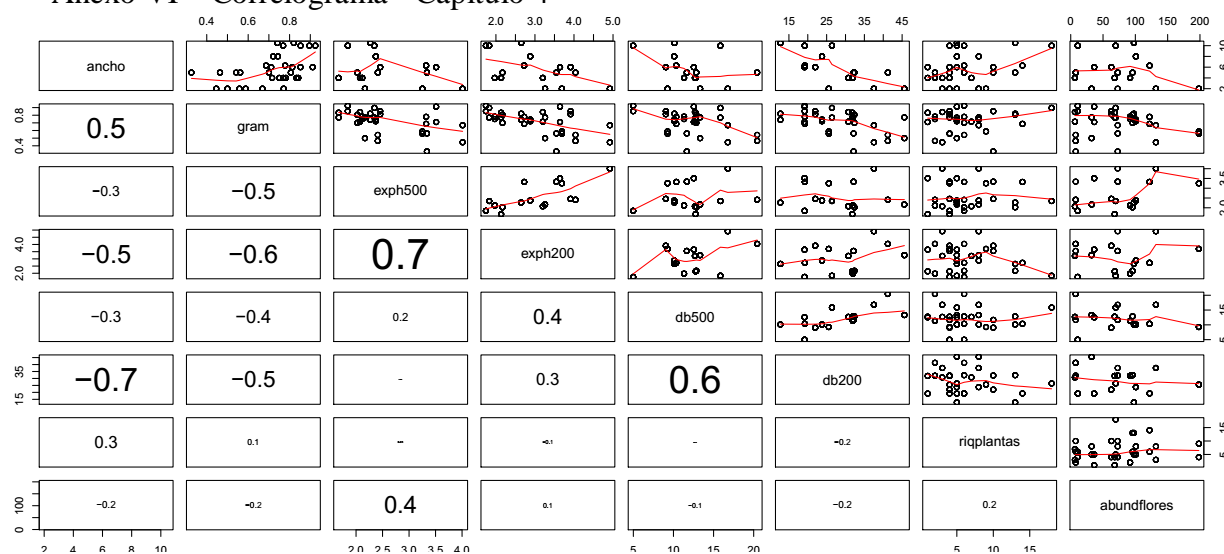 Anexo VI - Correlograma - Capítulo 4
0.4 0.6 0.8 2.0 3.0 4.0 5.0 15 25 35 45 0 50 100 150 200
ancho 2 6 10
0.4 0.8 0.5 gram
−0.3 −0.5 exph500 2.0 3.5
2.0 4.0 −0.5 −0.6 0.7 exph200
−0.3 −0.4 0.2 0.4 db500 5 15
15 35 −0.7 −0.5 0.3 0.6 db200
0.3 0.1 −0.1 −0.2 riqplantas 5 15
0 100 −0.2 −0.2 0.4 0.1 −0.1 −0.2 0.2 abundflores
2 4 6 8 10 2.0 2.5 3.0 3.5 4.0 5 10 15 20 5 10 15